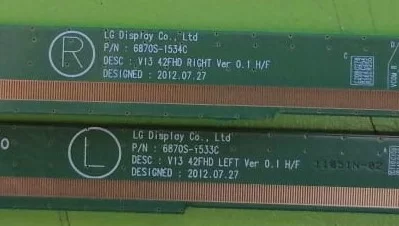 R
LG Display Co., Ltd
P/N : 6870S-1534C
DESC : V13 42FHD RIGHT Ver 0.1 H/F
DESIGNED : 2012.07.27
C
D
VCOM R
O
L
LG Display Co., Ltd
P/N : 6870S-1533C
DESC : V13 42FHD LEFT Ver 0.1 H/F
DESIGNED : 2012.07.27
A